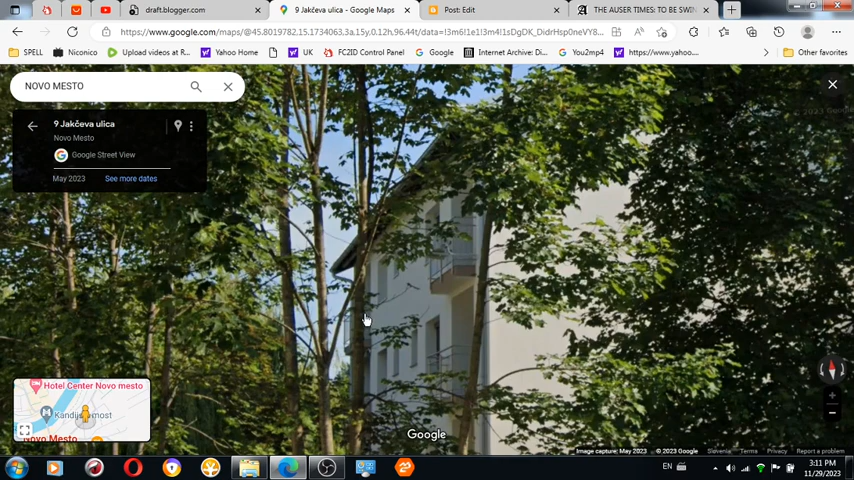 draft.blogger.com
9 Jakčeva ulica - Google Maps
Post: Edit
THE AUSER TIMES: TO BE SWIN
https://www.google.com/maps/@45.8019782,15.1734063,3a,15y,0.12h,96.44t/data=!3m6!1e1!3m4!1sDgDK_DidrHsp0neVY8...
SPELL
Niconico
Upload videos at R...
Yahoo Home
UK
FC2ID Control Panel
Google
Internet Archive: Di...
You2mp4
https://www.yahoo....
Other favorites
NOVO MESTO
9 Jakčeva ulica
Novo Mesto
Google Street View
May 2023
See more dates
Hotel Center Novo mesto
Kandijski most
Novo Mesto
Google
Image capture: May 2023
© 2023 Google
Slovenia
Terms
Privacy
Report a problem
EN
3:11 PM
11/29/2023